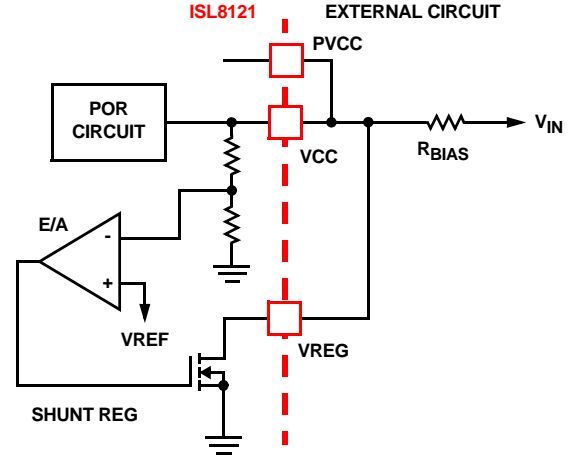 ISL8121
EXTERNAL CIRCUIT
PVCC
POR
CIRCUIT
VCC
RBIAS
VIN
E/A
-
+
VREF
VREG
SHUNT REG